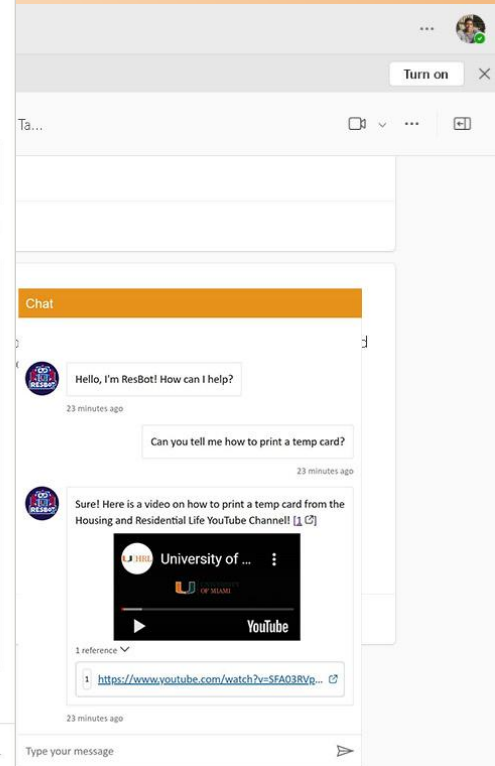 Turn on
Ta...
Chat
RESBOT
Hello, I'm ResBot! How can I help?
23 minutes ago
Can you tell me how to print a temp card?
23 minutes ago
RESBOT
Sure! Here is a video on how to print a temp card from the
Housing and Residential Life YouTube Channel! [1]
University of ...
UNIVERSITY
OF MIAMI
YouTube
1 reference
1 https://www.youtube.com/watch?v=SFA03RVp...
23 minutes ago
Type your message